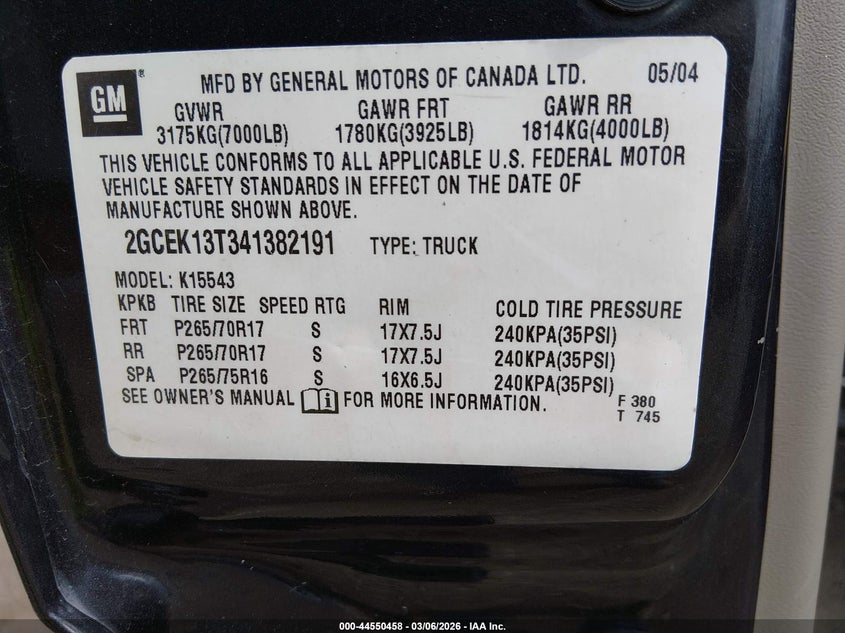 GM ®
MFD BY GENERAL MOTORS OF CANADA LTD. 05/04
GVWR GAWR FRT GAWR RR
3175KG(7000LB) 1780KG(3925LB) 1814KG(4000LB)
THIS VEHICLE CONFORMS TO ALL APPLICABLE U.S. FEDERAL MOTOR
VEHICLE SAFETY STANDARDS IN EFFECT ON THE DATE OF
MANUFACTURE SHOWN ABOVE.
2GCEK13T341382191 TYPE: TRUCK
MODEL: K15543
KPKB TIRE SIZE SPEED RTG RIM COLD TIRE PRESSURE
FRT P265/70R17 S 17X7.5J 240KPA(35PSI)
RR P265/70R17 S 17X7.5J 240KPA(35PSI)
SPA P265/75R16 S 16X6.5J 240KPA(35PSI)
SEE OWNER'S MANUAL i FOR MORE INFORMATION. F 380
T 745
000-44550458 - 03/06/2026 - IAA Inc.